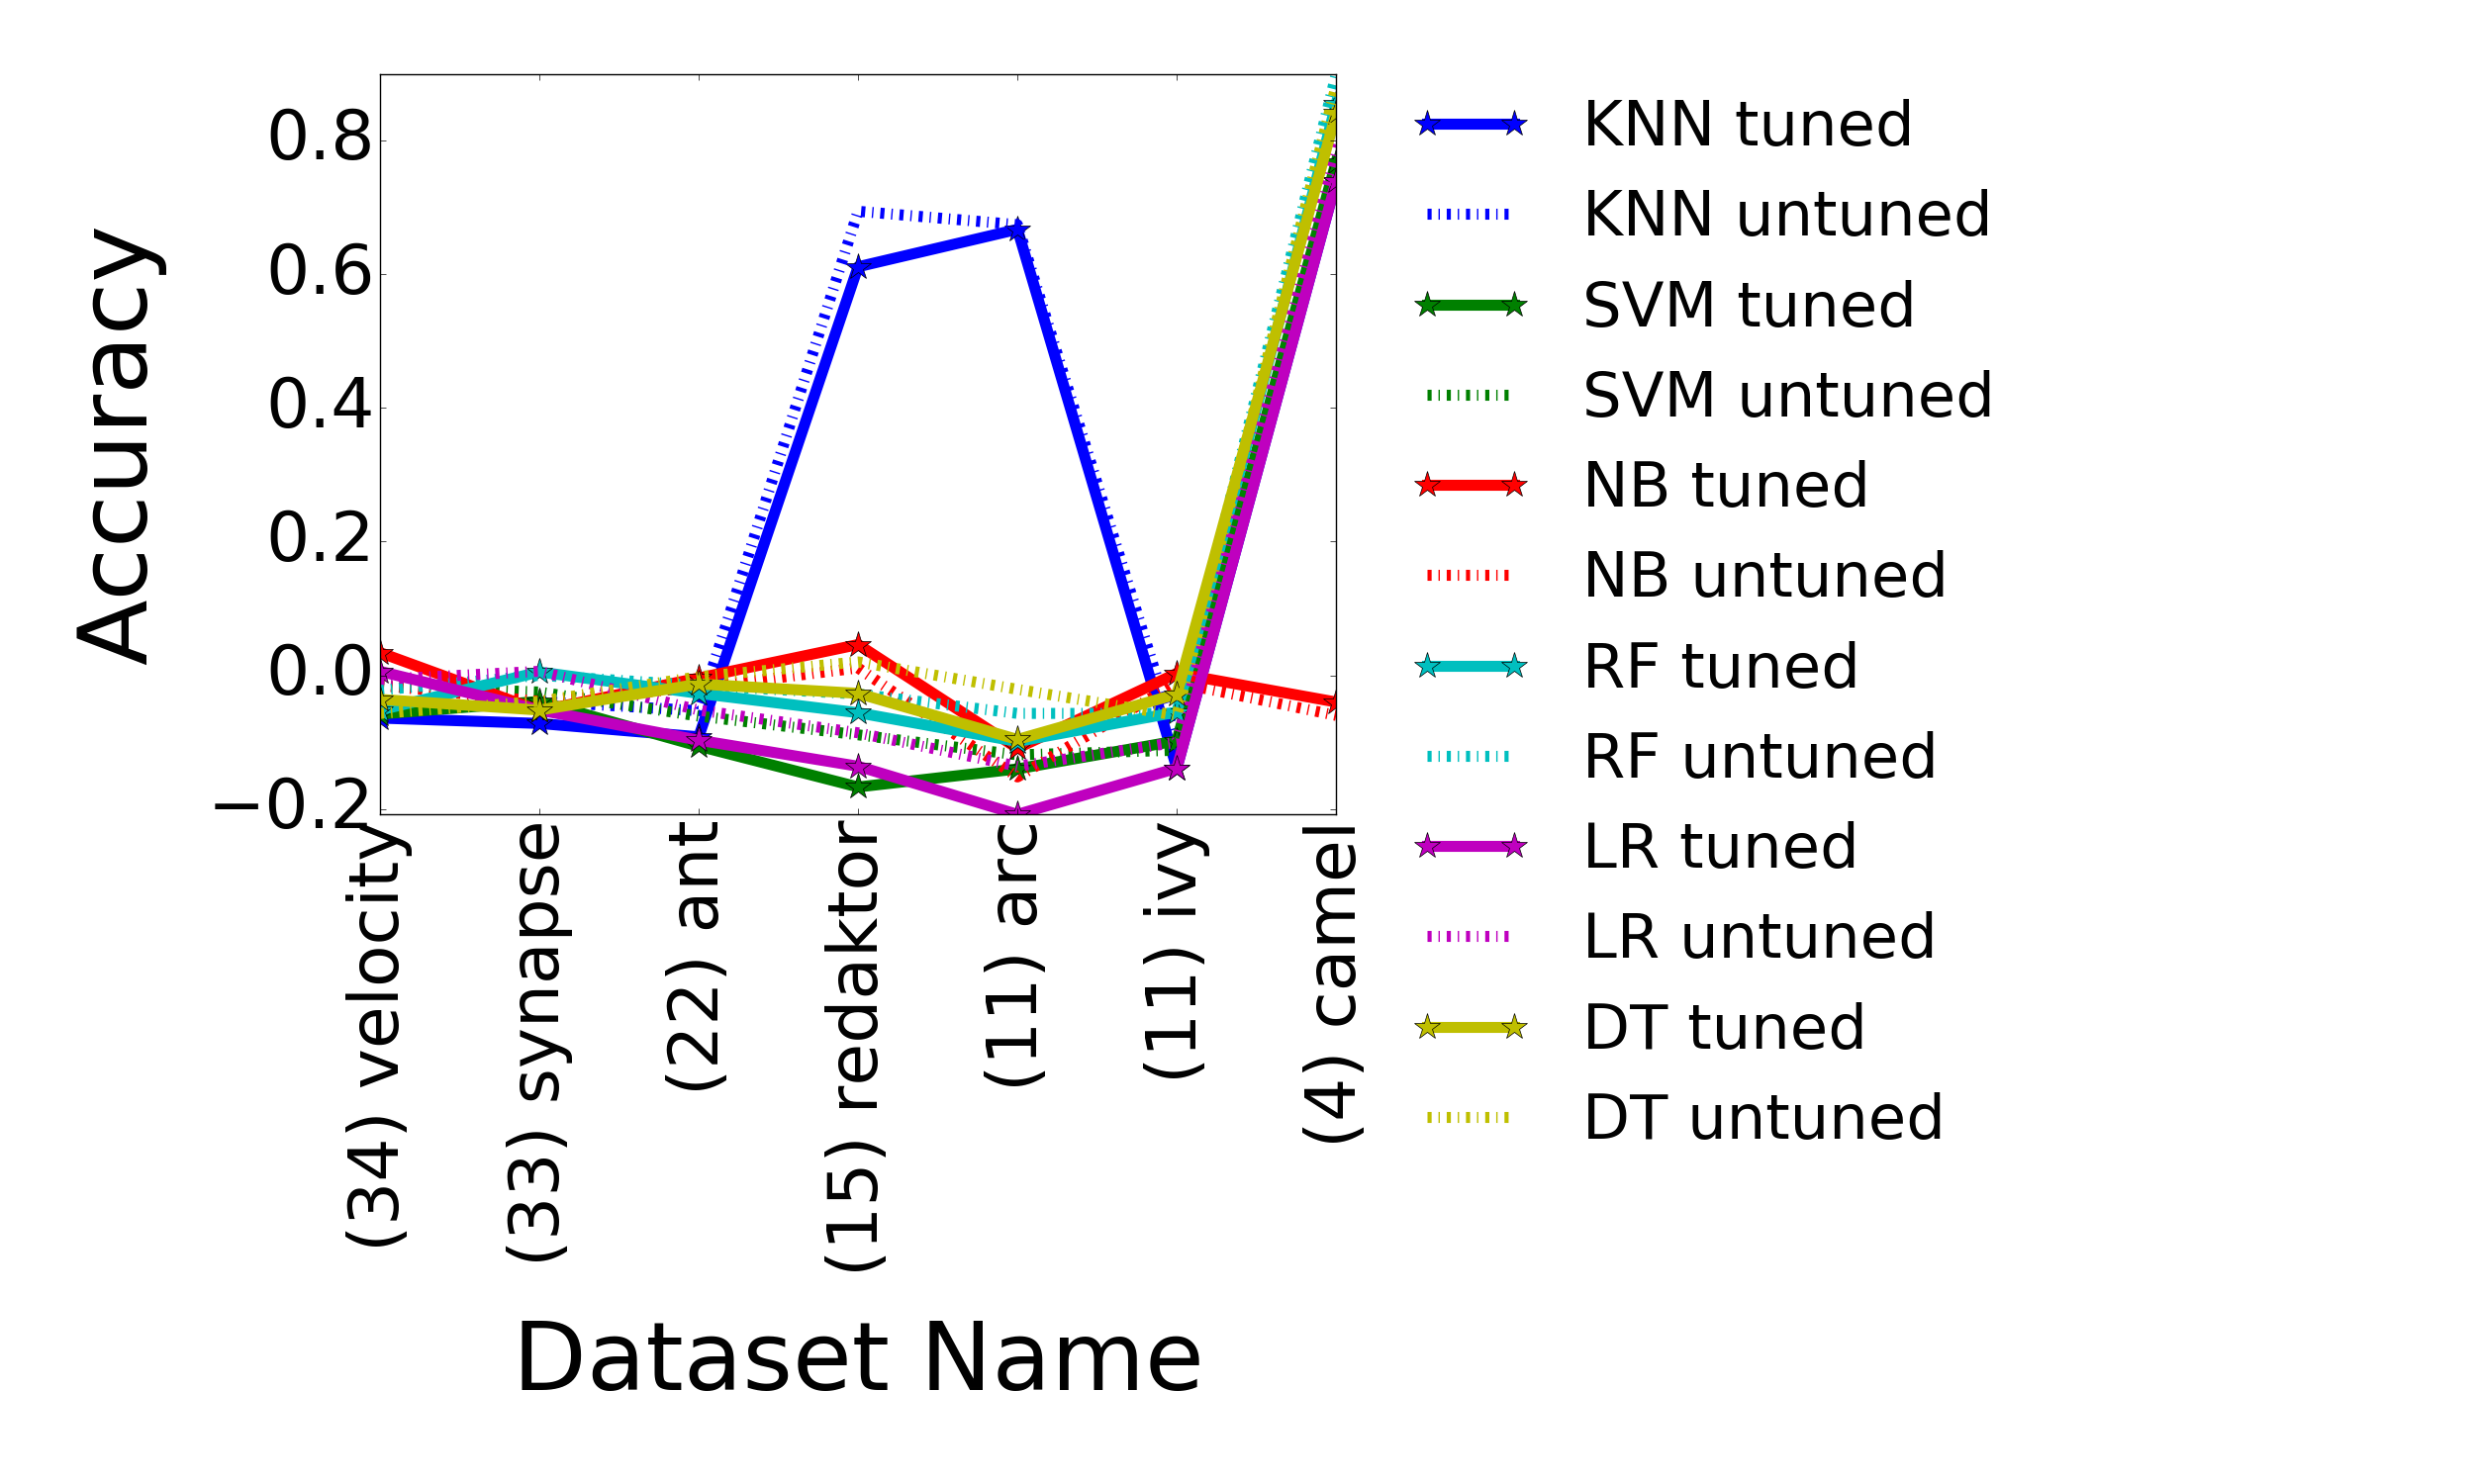 Accuracy
0.8
0.6
0.4
0.2
0.0
−0.2
(34) velocity
(33) synapse
(22) ant
(15) redaktor
(11) arc
(11) ivy
(4) camel
Dataset Name
KNN tuned
KNN untuned
SVM tuned
SVM untuned
NB tuned
NB untuned
RF tuned
RF untuned
LR tuned
LR untuned
DT tuned
DT untuned